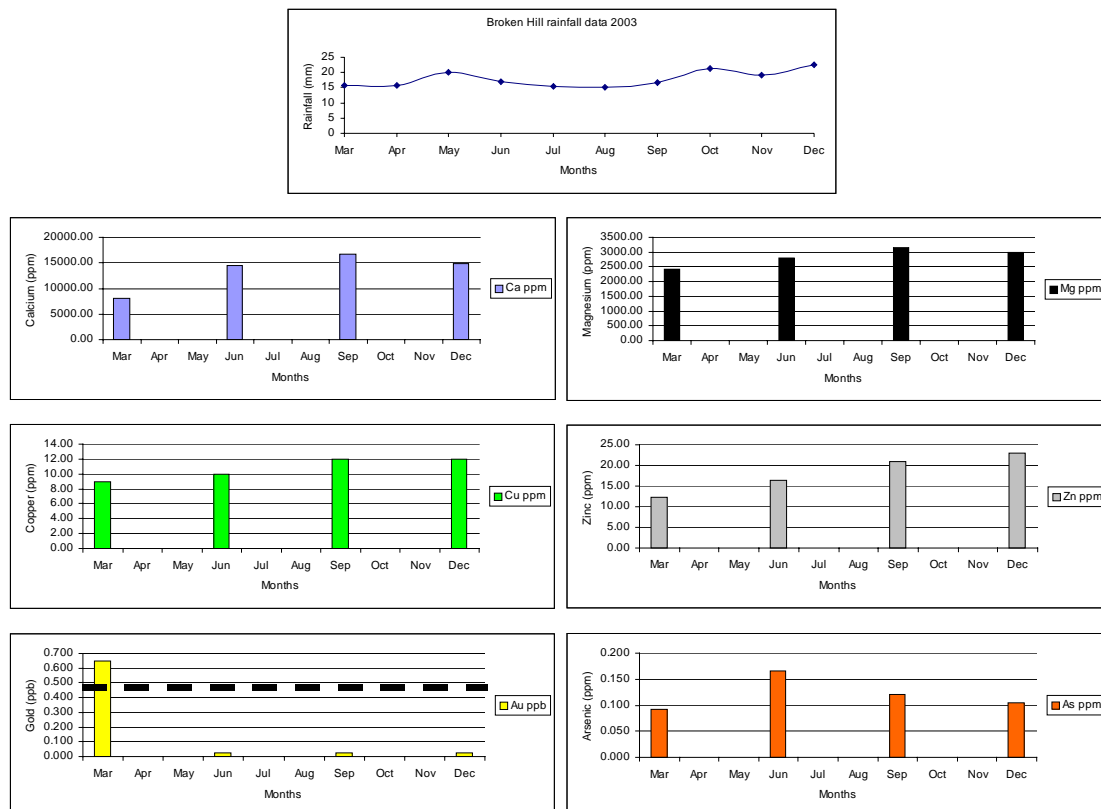 Broken Hill rainfall data 2003
Rainfall (mm)
25
20
15
10
5
0
Mar Apr May Jun Jul Aug Sep Oct Nov Dec
Months
Calcium (ppm)
20000.00
15000.00
10000.00
5000.00
0.00
Mar Apr May Jun Jul Aug Sep Oct Nov Dec
Months
Ca ppm
Magnesium (ppm)
3500.00
3000.00
2500.00
2000.00
1500.00
1000.00
500.00
0.00
Mar Apr May Jun Jul Aug Sep Oct Nov Dec
Months
Mg ppm
Copper (ppm)
14.00
12.00
10.00
8.00
6.00
4.00
2.00
0.00
Mar Apr May Jun Jul Aug Sep Oct Nov Dec
Months
Cu ppm
Zinc (ppm)
25.00
20.00
15.00
10.00
5.00
0.00
Mar Apr May Jun Jul Aug Sep Oct Nov Dec
Months
Zn ppm
Gold (ppb)
0.700
0.600
0.500
0.400
0.300
0.200
0.100
0.000
Mar Apr May Jun Jul Aug Sep Oct Nov Dec
Months
Au ppb
Arsenic (ppm)
0.200
0.150
0.100
0.050
0.000
Mar Apr May Jun Jul Aug Sep Oct Nov Dec
Months
As ppm